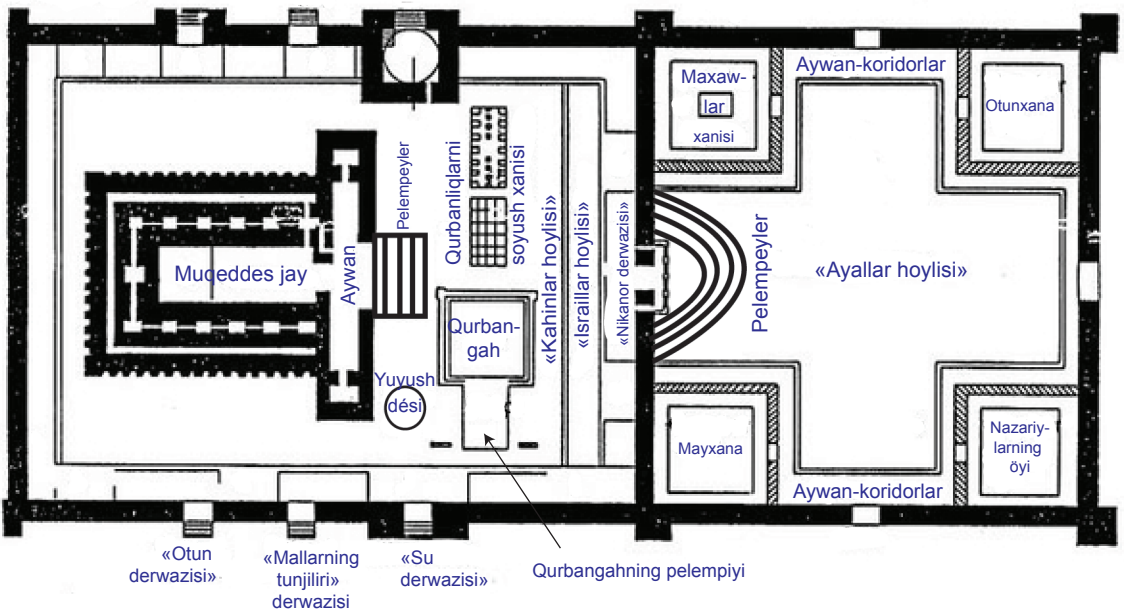 Aywan-koridorlar
Maxaw-
lar
xanisi
Otunxana
Pelempeyler
Qurbanliqlarni
soyush xanisi
«Kahinlar hoylisi»
«Israillar hoylisi»
«Nikanor derwazisi»
Muqeddes jay
Aywan
Pelempeyler
«Ayallar hoylisi»
Qurban-
gah
Yuyush
dési
Mayxana
Nazariy-
larning
öyi
Aywan-koridorlar
«Otun
derwazisi»
«Mallarning
tunjiliri»
derwazisi
«Su
derwazisi»
Qurbangahning pelempiyi